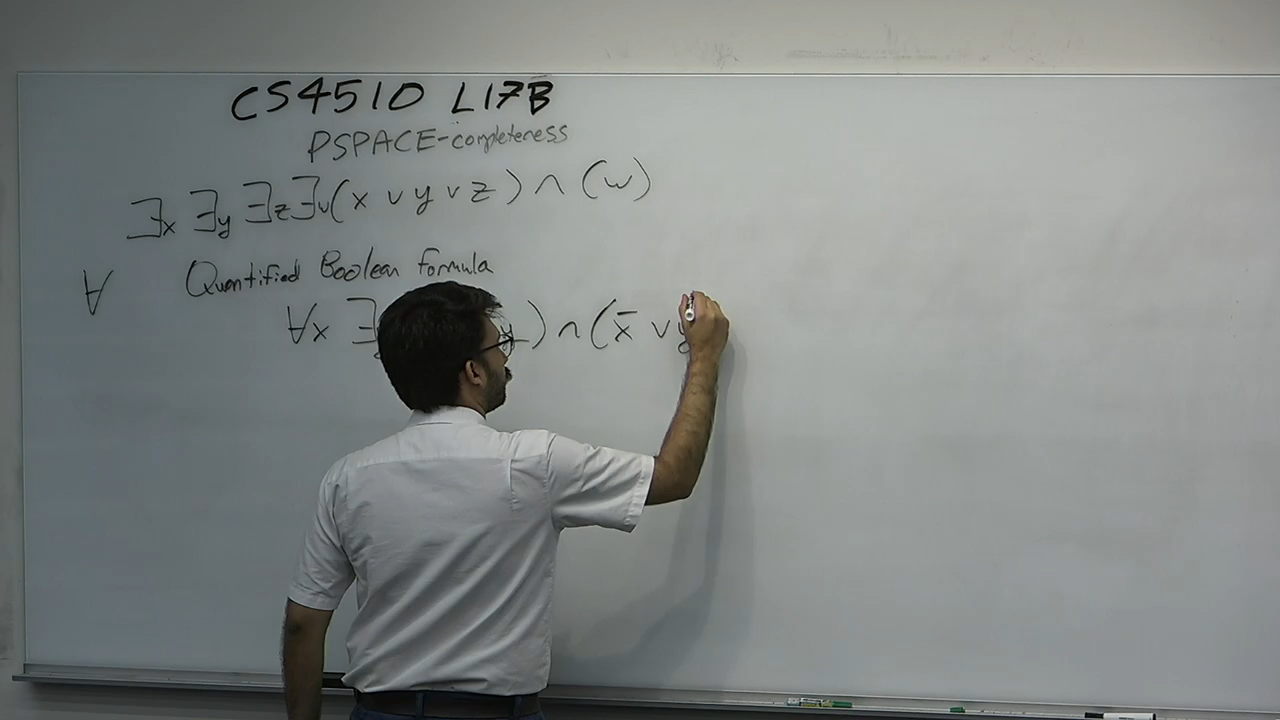 CS4510 L17B
PSPACE-completeness
∃x ∃y ∃z ∃v (x ∨ y ∨ z) ∧ (w)
∀ Quantified Boolean formula
∀x ∃ ) ∧ (x̄ ∨ y